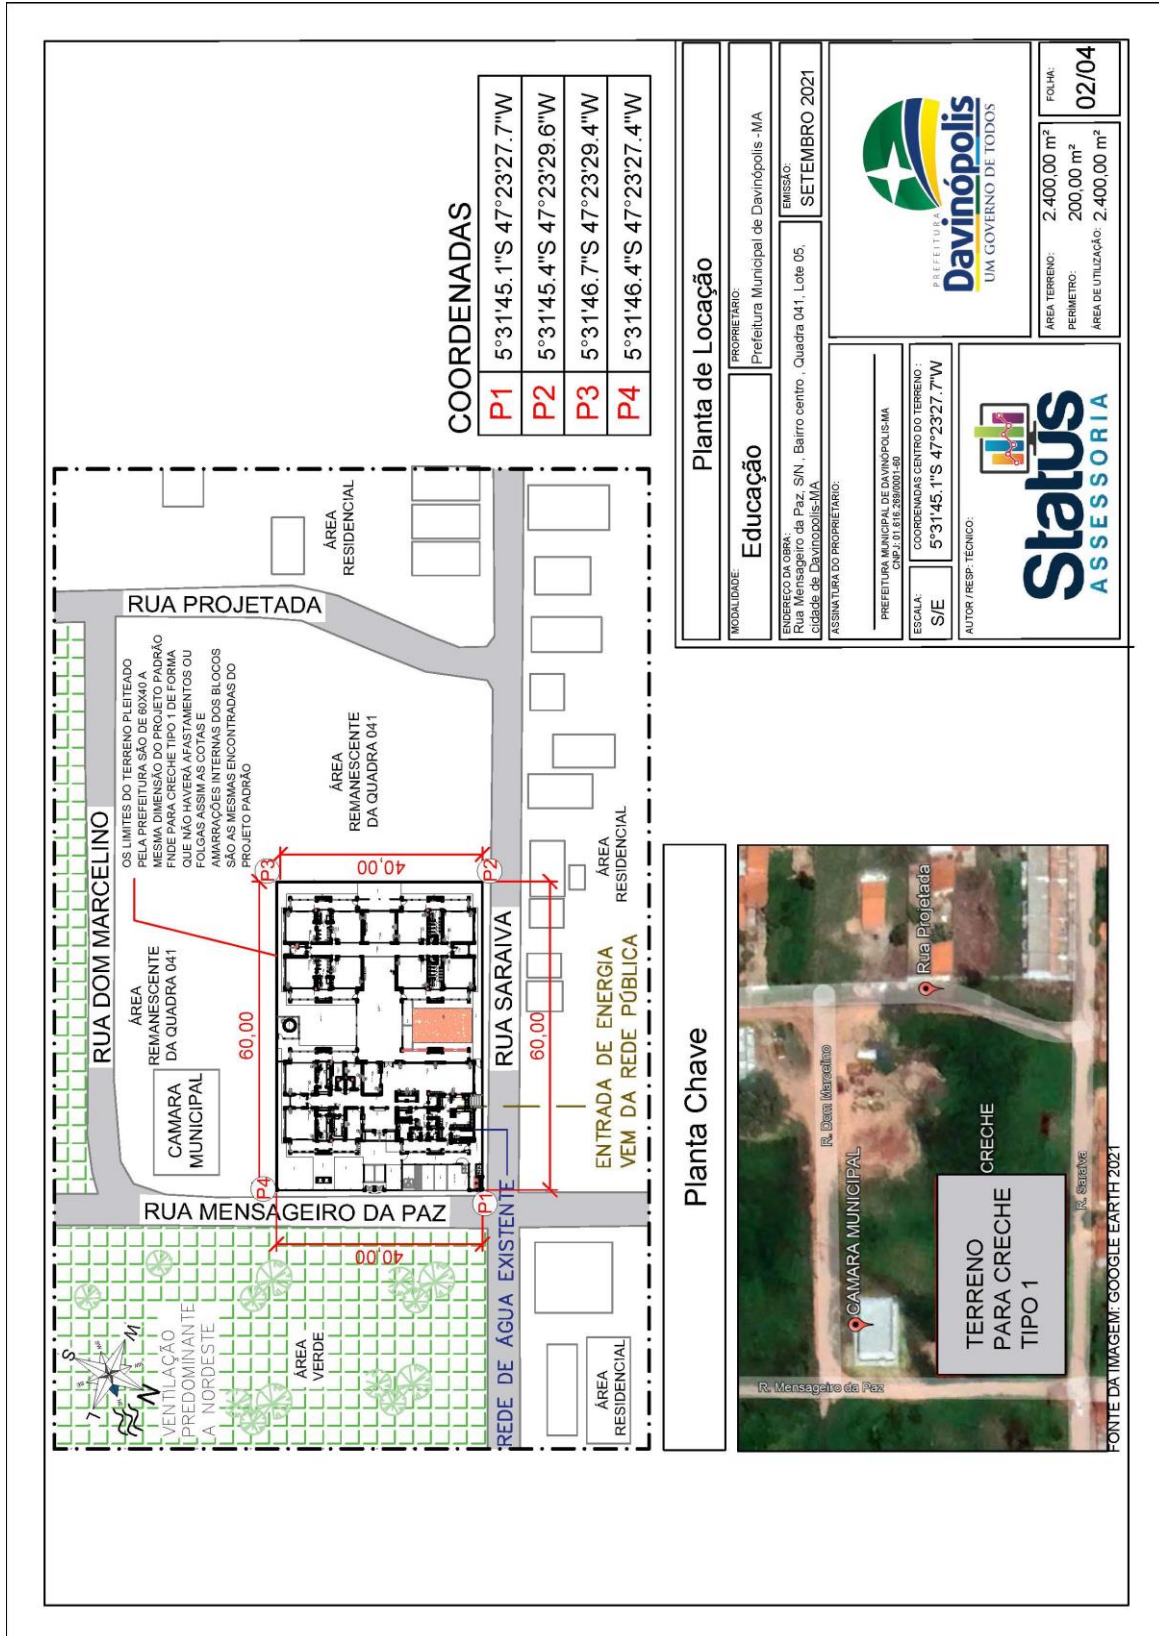 RUA DOM MARCELINO
RUA PROJETADA
OS LIMITES DO TERRENO PLEITEADO
PELA PREFEITURA SÃO DE 60X40 A
MESMA DIMENSÃO DO PROJETO PADRÃO
FNDE PARA CRECHE TIPO 1 DE FORMA
QUE NÃO HAVERÁ AFASTAMENTOS OU
FOLGAS ASSIM AS COTAS E
AMARRAÇÕES INTERNAS DOS BLOCOS
SÃO AS MESMAS ENCONTRADAS DO
PROJETO PADRÃO
ÁREA
REMANESCENTE
DA QUADRA 041
CAMARA
MUNICIPAL
60,00
P4
P3
RUA MENSAGEIRO DA PAZ
40,00
40,00
ÁREA
REMANESCENTE
DA QUADRA 041
ÁREA
RESIDENCIAL
S
W
L
N
VENTILAÇÃO
PREDOMINANTE
A NORDESTE
ÁREA
VERDE
P1
P2
RUA SARAIVA
60,00
REDE DE ÁGUA EXISTENTE
ENTRADA DE ENERGIA
VEM DA REDE PÚBLICA
ÁREA
RESIDENCIAL
ÁREA
RESIDENCIAL
COORDENADAS
P1 5°31'45.1"S 47°23'27.7"W
P2 5°31'45.4"S 47°23'29.6"W
P3 5°31'46.7"S 47°23'29.4"W
P4 5°31'46.4"S 47°23'27.4"W
Planta Chave
R. Mensageiro da Paz
CAMARA MUNICIPAL
R. Dom Marcelino
Rua Projetada
TERRENO
PARA CRECHE
TIPO 1
CRECHE
R. Saraiva
FONTE DA IMAGEM: GOOGLE EARTH 2021
Planta de Locação
MODALIDADE:
Educação
PROPRIETÁRIO:
Prefeitura Municipal de Davinópolis -MA
ENDEREÇO DA OBRA:
Rua Mensageiro da Paz, S/N , Bairro centro , Quadra 041, Lote 05,
cidade de Davinopolis-MA
EMISSÃO:
SETEMBRO 2021
ASSINATURA DO PROPRIETÁRIO:
PREFEITURA MUNICIPAL DE DAVINÓPOLIS-MA
CNPJ: 01.616.269/0001-60
ESCALA:
S/E
COORDENADAS CENTRO DO TERRENO :
5°31'45.1"S 47°23'27.7"W
PREFEITURA
Davinópolis
UM GOVERNO DE TODOS
AUTOR / RESP: TÉCNICO:
Status
ASSESSORIA
ÁREA TERRENO: 2.400,00 m²
PERÍMETRO: 200,00 m²
ÁREA DE UTILIZAÇÃO: 2.400,00 m²
FOLHA:
02/04